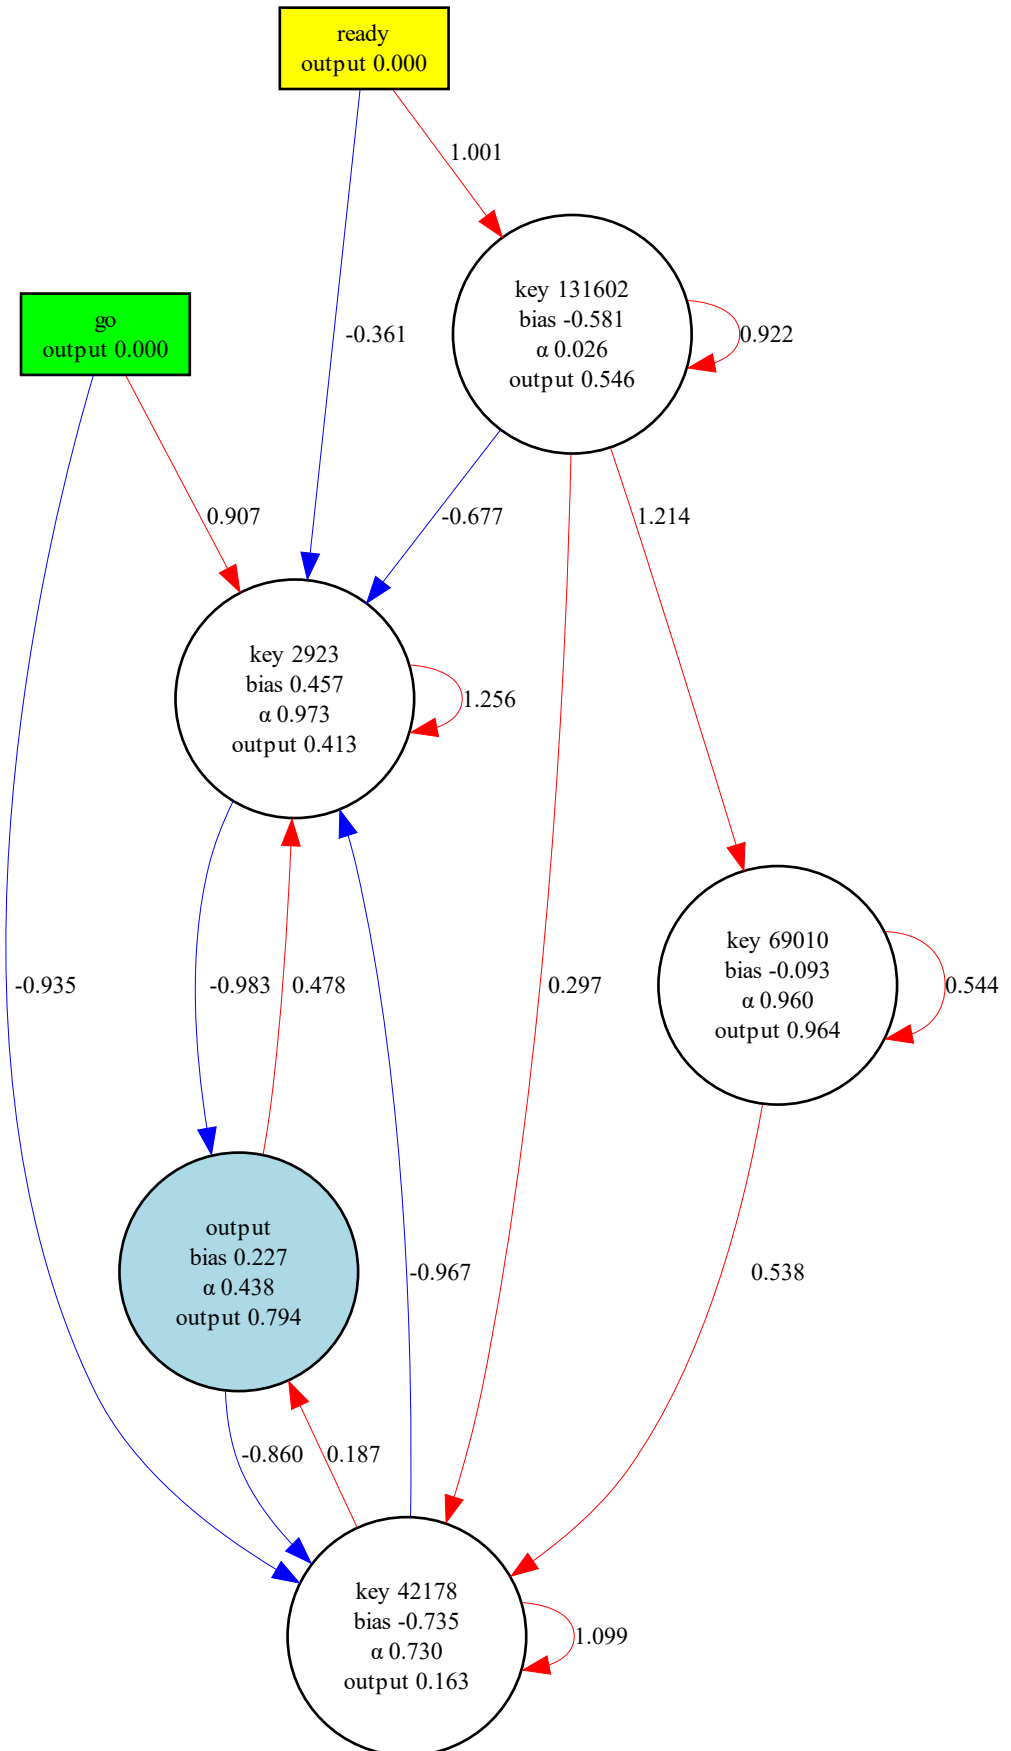 ready
output 0.000
1.001
key 131602
bias -0.581
α 0.026
output 0.546
0.922
go
output 0.000
-0.361
0.907
-0.677
1.214
key 2923
bias 0.457
α 0.973
output 0.413
1.256
key 69010
bias -0.093
α 0.960
output 0.964
0.544
-0.935
-0.983
0.478
0.297
output
bias 0.227
α 0.438
output 0.794
-0.967
0.538
-0.860
0.187
key 42178
bias -0.735
α 0.730
output 0.163
1.099